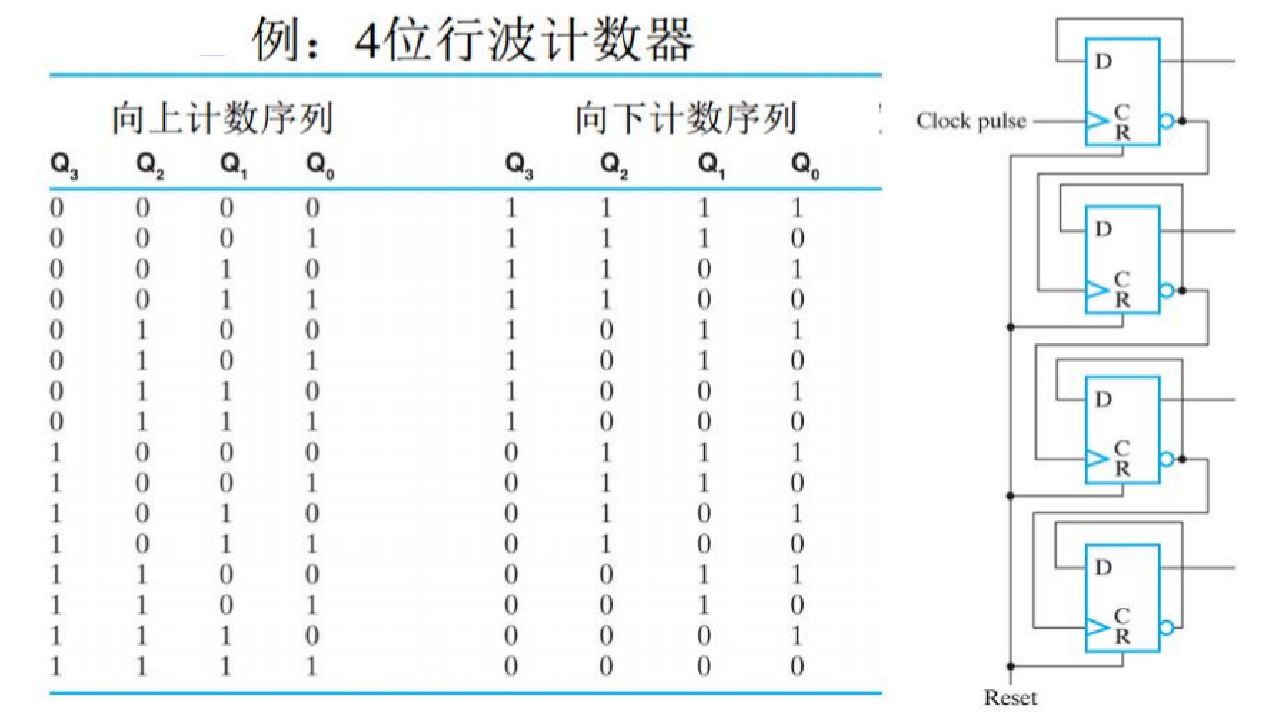 例：4位行波计数器
向上计数序列 向下计数序列
Q3 Q2 Q1 Q0 Q3 Q2 Q1 Q0
0 0 0 0 1 1 1 1
0 0 0 1 1 1 1 0
0 0 1 0 1 1 0 1
0 0 1 1 1 1 0 0
0 1 0 0 1 0 1 1
0 1 0 1 1 0 1 0
0 1 1 0 1 0 0 1
0 1 1 1 1 0 0 0
1 0 0 0 0 1 1 1
1 0 0 1 0 1 1 0
1 0 1 0 0 1 0 1
1 0 1 1 0 1 0 0
1 1 0 0 0 0 1 1
1 1 0 1 0 0 1 0
1 1 1 0 0 0 0 1
1 1 1 1 0 0 0 0
D
Clock pulse C
R
D
C
R
D
C
R
D
C
R
Reset